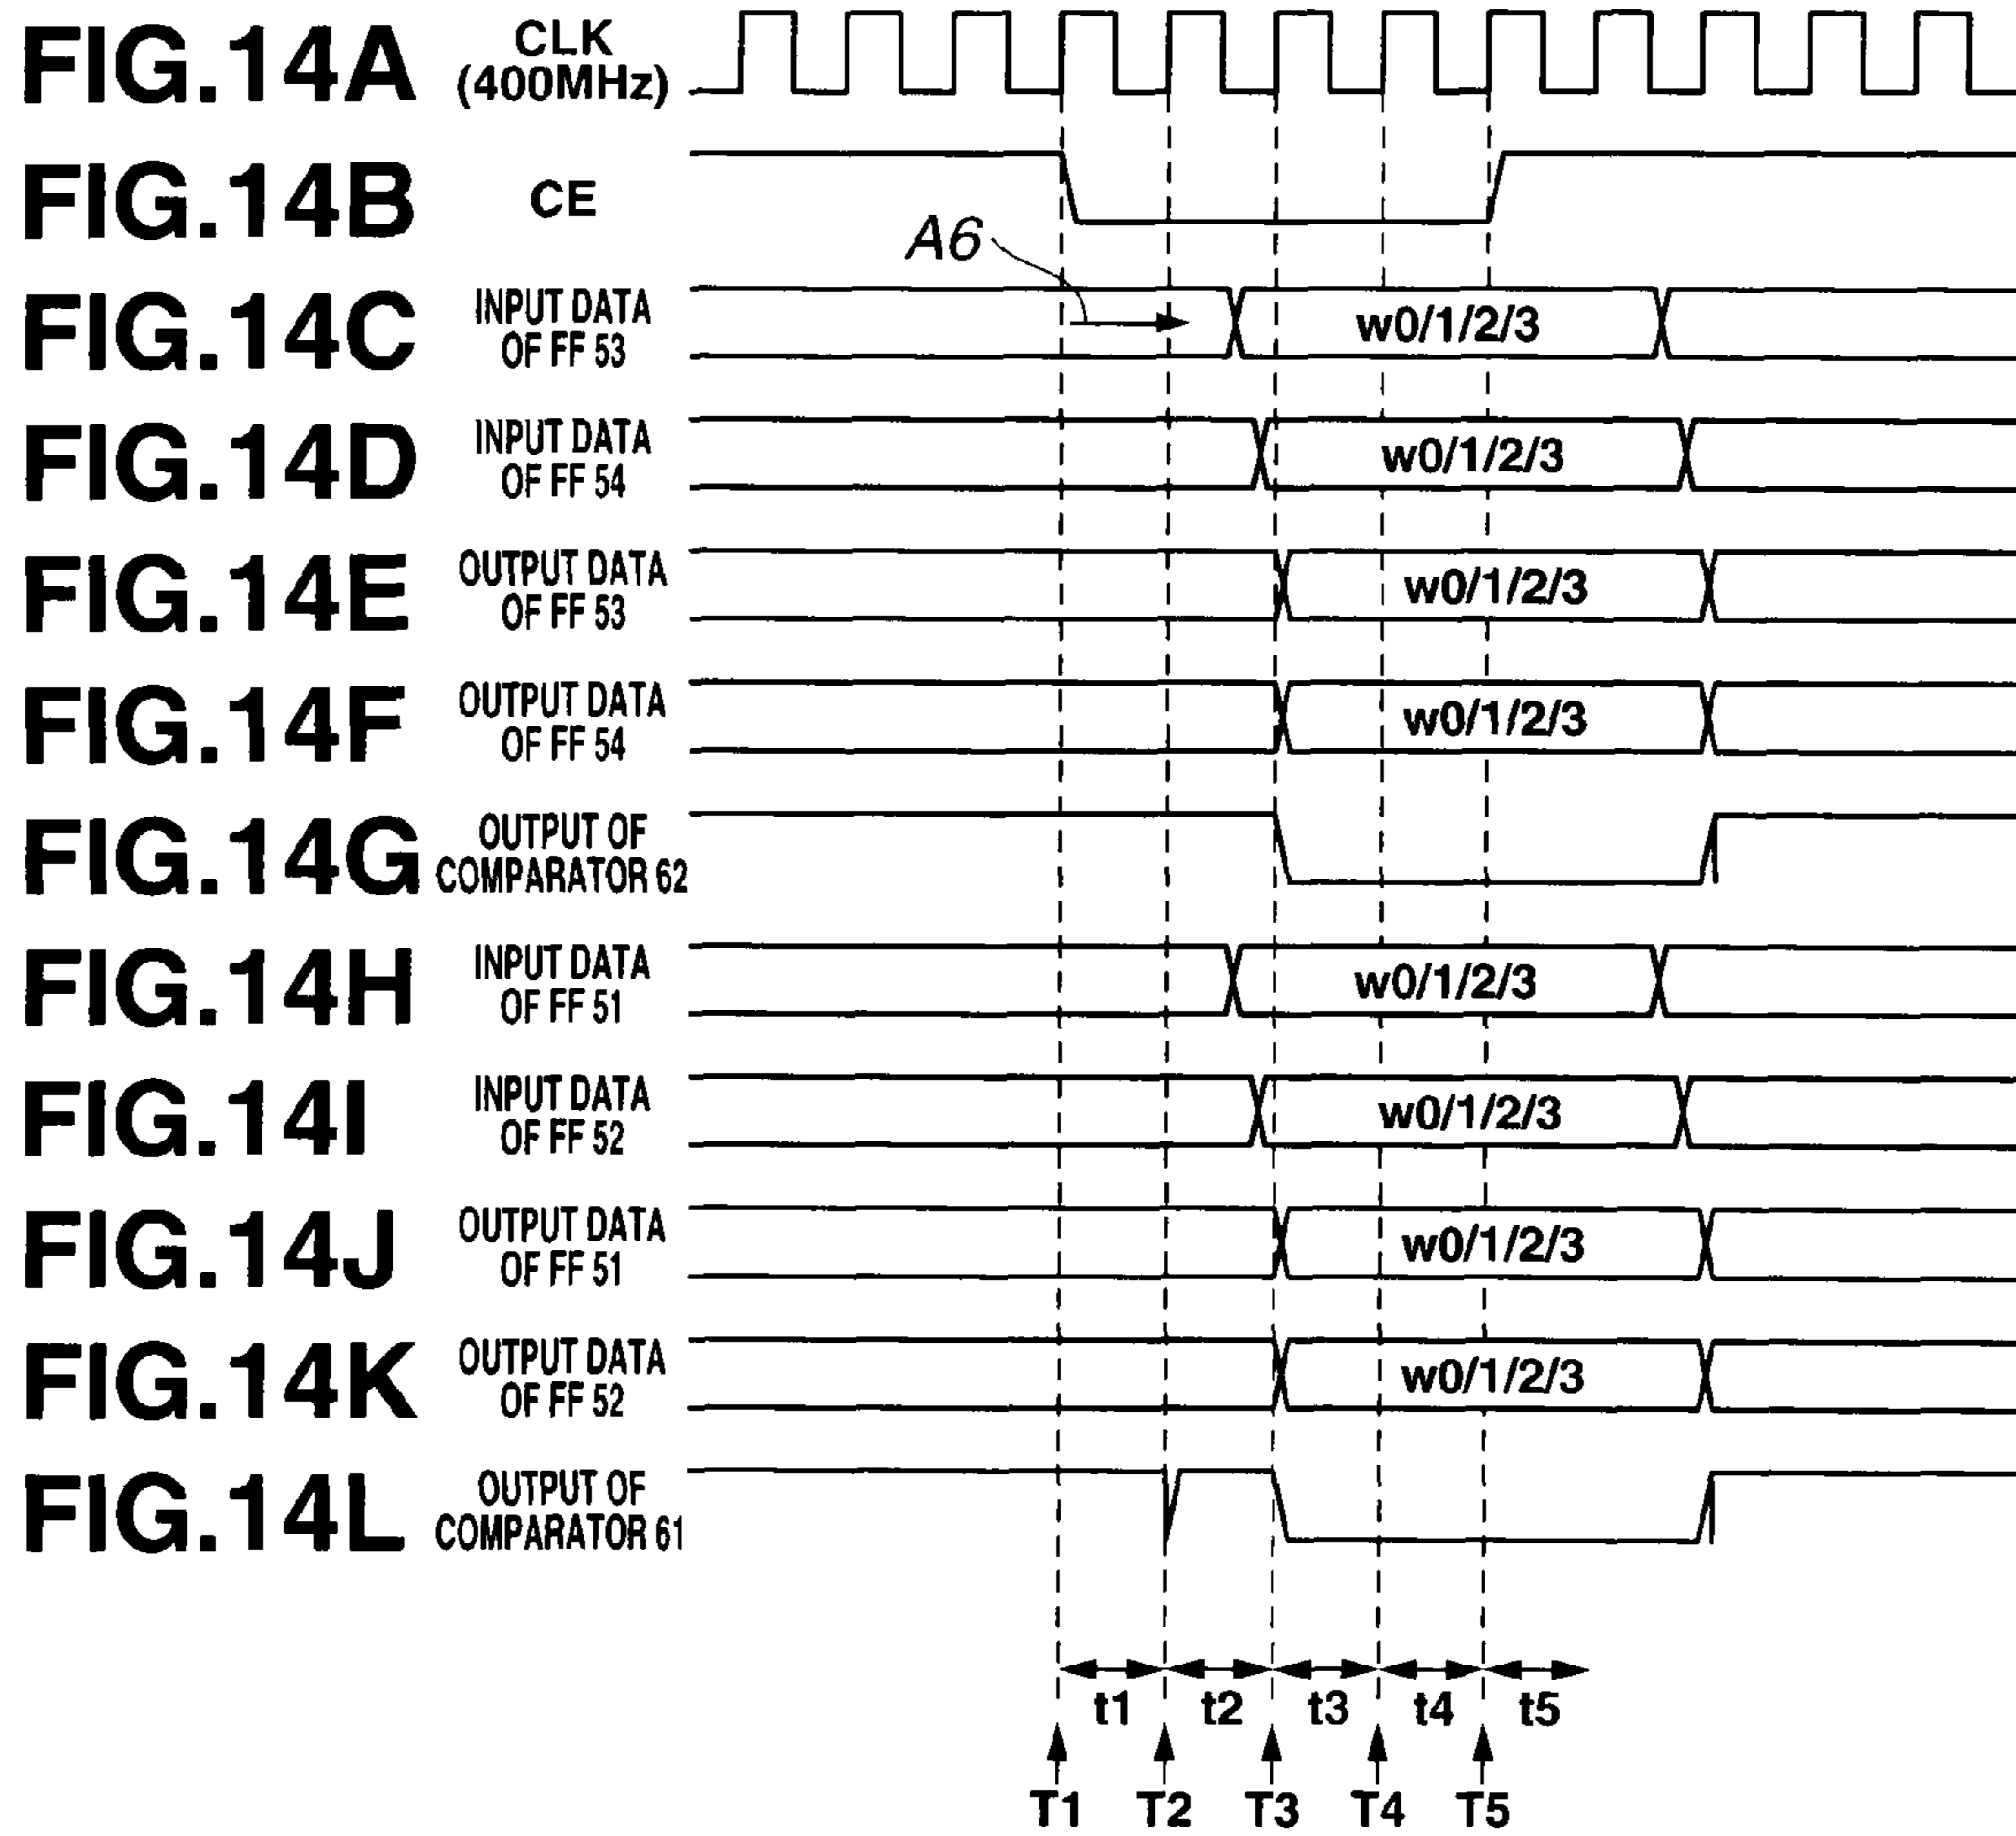 FIG.14A CLK
(400MHz)
FIG.14B CE
A6
FIG.14C INPUT DATA
OF FF 53 w0/1/2/3
FIG.14D INPUT DATA
OF FF 54 w0/1/2/3
FIG.14E OUTPUT DATA
OF FF 53 w0/1/2/3
FIG.14F OUTPUT DATA
OF FF 54 w0/1/2/3
FIG.14G OUTPUT OF
COMPARATOR 62
FIG.14H INPUT DATA
OF FF 51 w0/1/2/3
FIG.14I INPUT DATA
OF FF 52 w0/1/2/3
FIG.14J OUTPUT DATA
OF FF 51 w0/1/2/3
FIG.14K OUTPUT DATA
OF FF 52 w0/1/2/3
FIG.14L OUTPUT OF
COMPARATOR 61
t1 t2 t3 t4 t5
T1 T2 T3 T4 T5